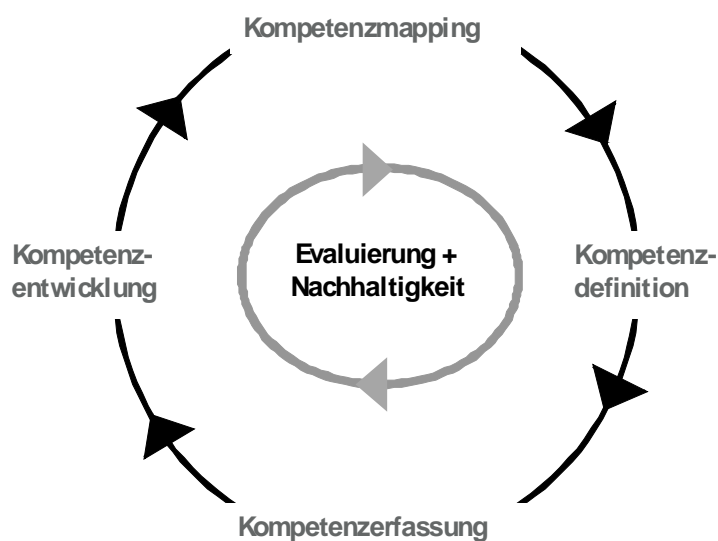 Kompetenzmapping
Kompetenz-
entwicklung
Evaluierung +
Nachhaltigkeit
Kompetenz-
definition
Kompetenzerfassung